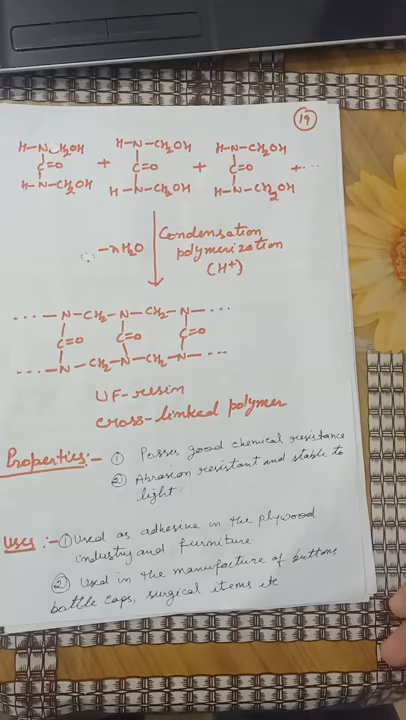 19
H-N-CH2OH H-N-CH2OH H-N-CH2OH
C=O + C=O + C=O + ...
H-N-CH2OH H-N-CH2OH H-N-CH2OH
-nH2O Condensation
polymerization
(H+)
--- -N-CH2-N-CH2-N- ---
C=O C=O C=O
--- -N-CH2-N-CH2-N- ---
UF-resin
cross-linked polymer
Properties:- ① Posses good chemical resistance
② Abrasion resistant and stable to
light.
Uses:- ① Used as adhesive in the plywood
industry and furniture
② Used in the manufacture of buttons
bottle caps, surgical items etc